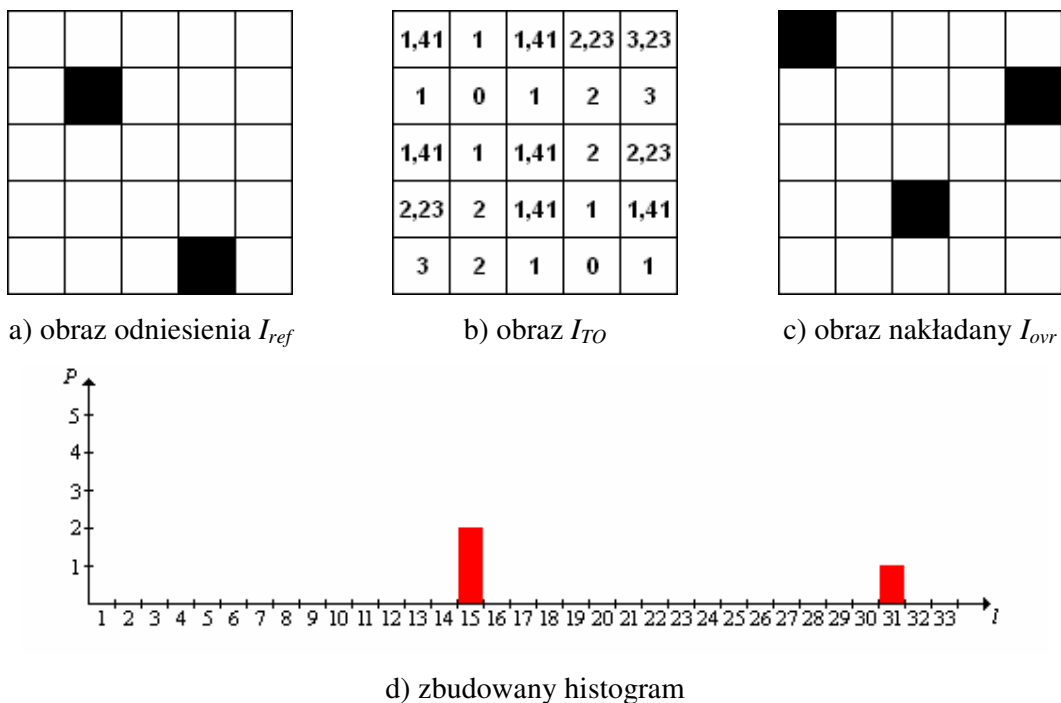 1,41 1 1,41 2,23 3,23
1 0 1 2 3
1,41 1 1,41 2 2,23
2,23 2 1,41 1 1,41
3 2 1 0 1
a) obraz odniesienia I_ref
b) obraz I_TO
c) obraz nakładany I_ovr
P
5
4
3
2
1
1 2 3 4 5 6 7 8 9 10 11 12 13 14 15 16 17 18 19 20 21 22 23 24 25 26 27 28 29 30 31 32 33 l
d) zbudowany histogram